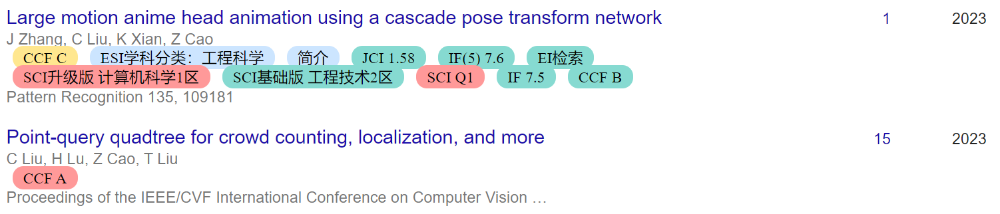 Large motion anime head animation using a cascade pose transform network 1 2023
J Zhang, C Liu, K Xian, Z Cao
CCF C ESI学科分类：工程科学 简介 JCI 1.58 IF(5) 7.6 EI检索
SCI升级版 计算机科学1区 SCI基础版 工程技术2区 SCI Q1 IF 7.5 CCF B
Pattern Recognition 135, 109181
Point-query quadtree for crowd counting, localization, and more 15 2023
C Liu, H Lu, Z Cao, T Liu
CCF A
Proceedings of the IEEE/CVF International Conference on Computer Vision …